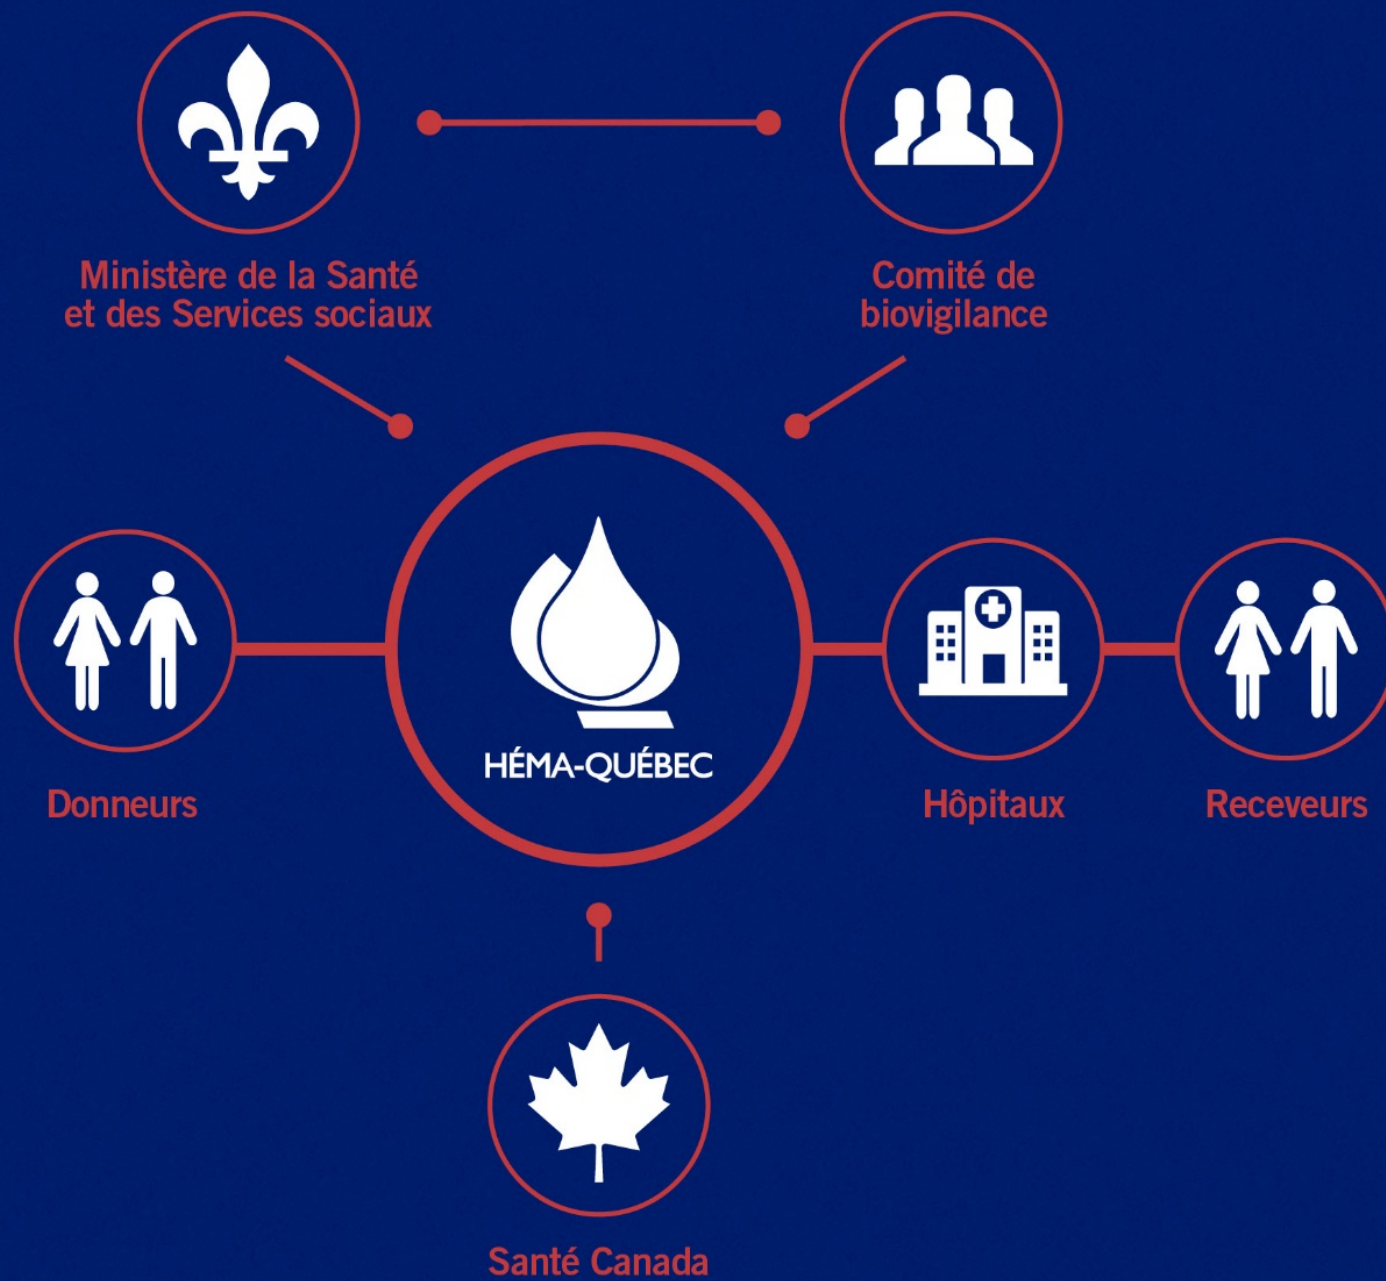 Ministère de la Santé
et des Services sociaux
Comité de
biovigilance
HÉMA-QUÉBEC
Donneurs
Hôpitaux
Receveurs
Santé Canada